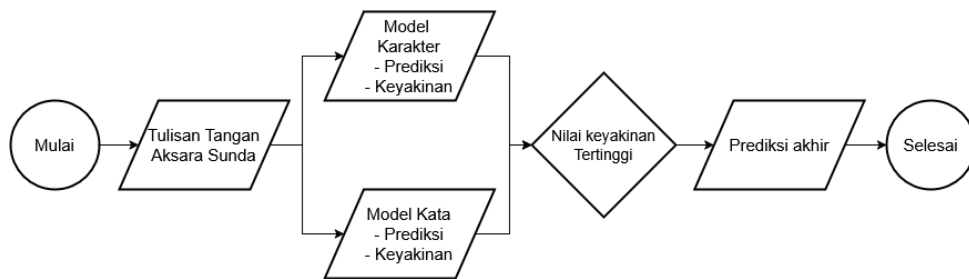 Mulai
Tulisan Tangan
Aksara Sunda
Model
Karakter
- Prediksi
- Keyakinan
Model Kata
- Prediksi
- Keyakinan
Nilai keyakinan
Tertinggi
Prediksi akhir
Selesai